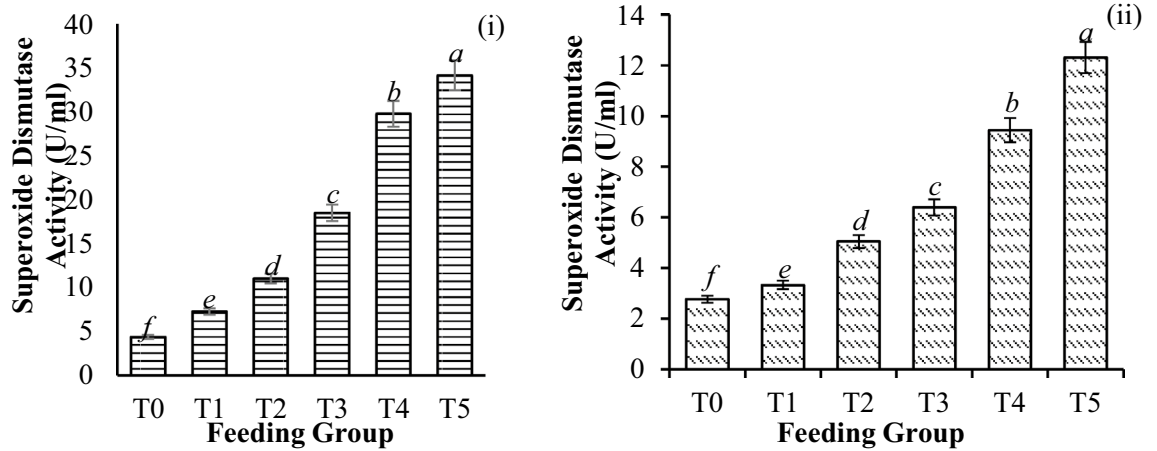 (i)
Superoxide Dismutase
Activity (U/ml)
40
35
30
25
20
15
10
5
0
f
e
d
c
b
a
T0 T1 T2 T3 T4 T5
Feeding Group
(ii)
Superoxide Dismutase
Activity (U/ml)
14
12
10
8
6
4
2
0
f
e
d
c
b
a
T0 T1 T2 T3 T4 T5
Feeding Group